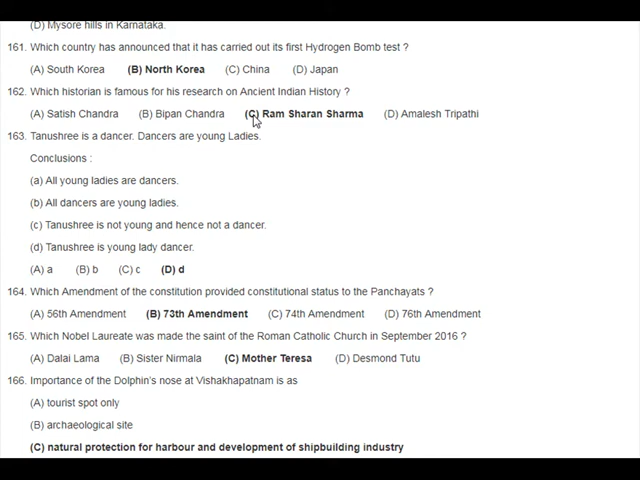 (D) Mysore hills in Karnataka.
161. Which country has announced that it has carried out its first Hydrogen Bomb test ?
(A) South Korea (B) North Korea (C) China (D) Japan
162. Which historian is famous for his research on Ancient Indian History ?
(A) Satish Chandra (B) Bipan Chandra (C) Ram Sharan Sharma (D) Amalesh Tripathi
163. Tanushree is a dancer. Dancers are young Ladies.
Conclusions :
(a) All young ladies are dancers.
(b) All dancers are young ladies.
(c) Tanushree is not young and hence not a dancer.
(d) Tanushree is young lady dancer.
(A) a (B) b (C) c (D) d
164. Which Amendment of the constitution provided constitutional status to the Panchayats ?
(A) 56th Amendment (B) 73th Amendment (C) 74th Amendment (D) 76th Amendment
165. Which Nobel Laureate was made the saint of the Roman Catholic Church in September 2016 ?
(A) Dalai Lama (B) Sister Nirmala (C) Mother Teresa (D) Desmond Tutu
166. Importance of the Dolphin's nose at Vishakhapatnam is as
(A) tourist spot only
(B) archaeological site
(C) natural protection for harbour and development of shipbuilding industry